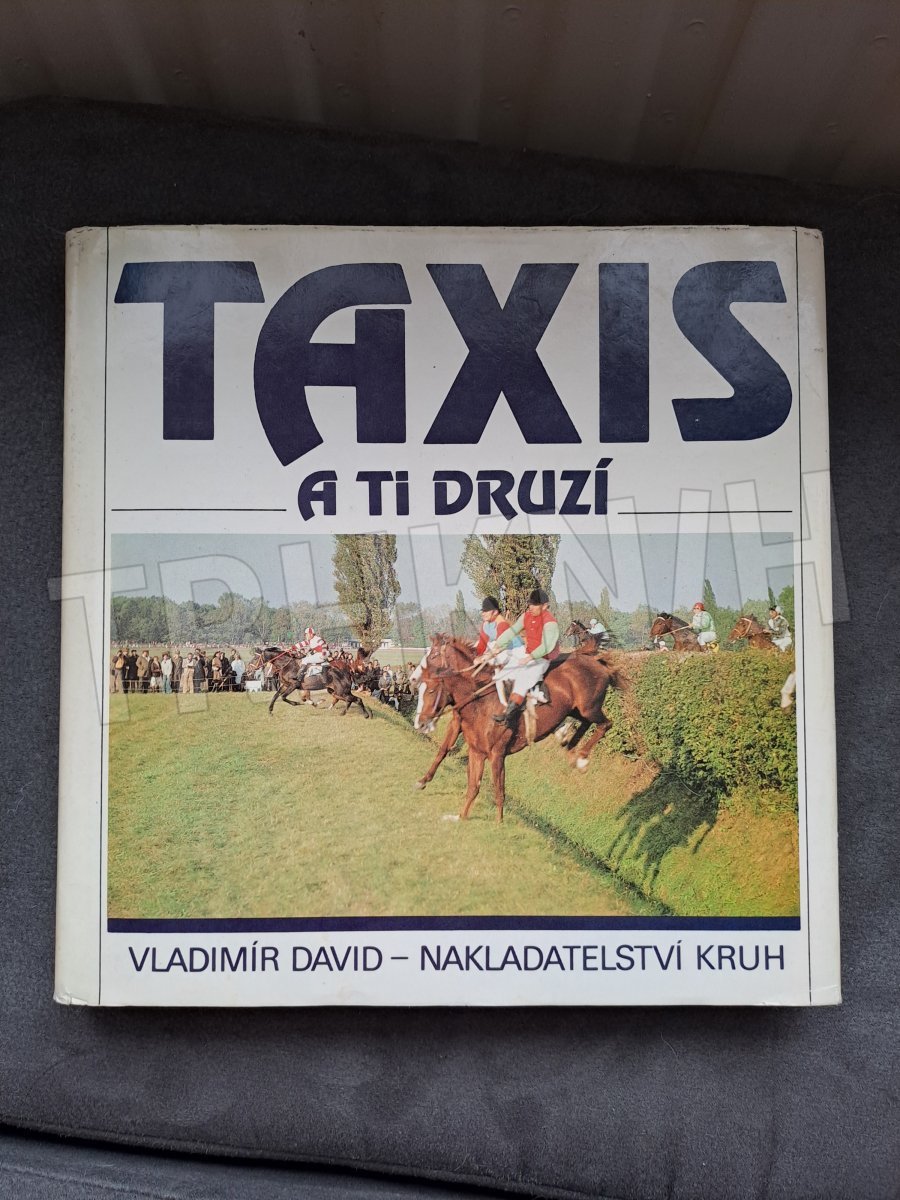 TAXIS
A TI DRUZÍ
VLADIMÍR DAVID – NAKLADATELSTVÍ KRUH